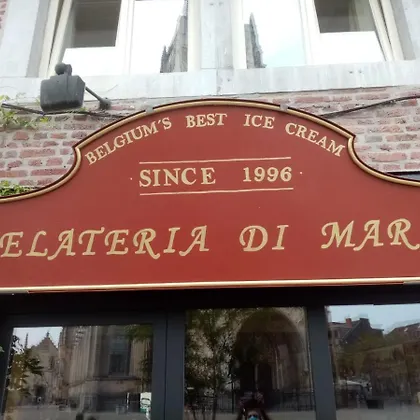 BELGIUM'S BEST ICE CREAM
SINCE 1996
ELATERIA DI MAR